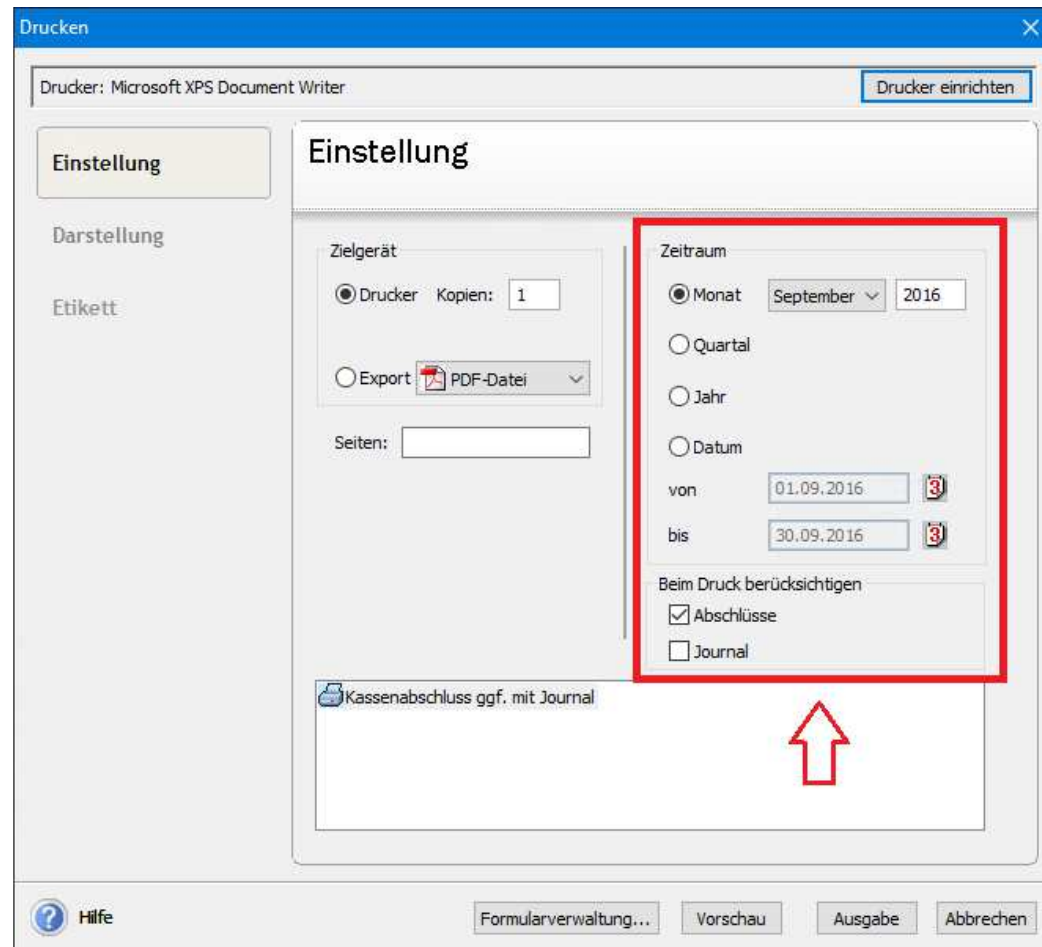 Drucken
Drucker: Microsoft XPS Document Writer
Drucker einrichten
Einstellung
Darstellung
Etikett
Einstellung
Zielgerät
Drucker Kopien: 1
Export PDF-Datei
Seiten:
Zeitraum
Monat September 2016
Quartal
Jahr
Datum
von 01.09.2016 3
bis 30.09.2016 3
Beim Druck berücksichtigen
Abschlüsse
Journal
Kassenabschluss ggf. mit Journal
? Hilfe
Formularverwaltung... Vorschau Ausgabe Abbrechen